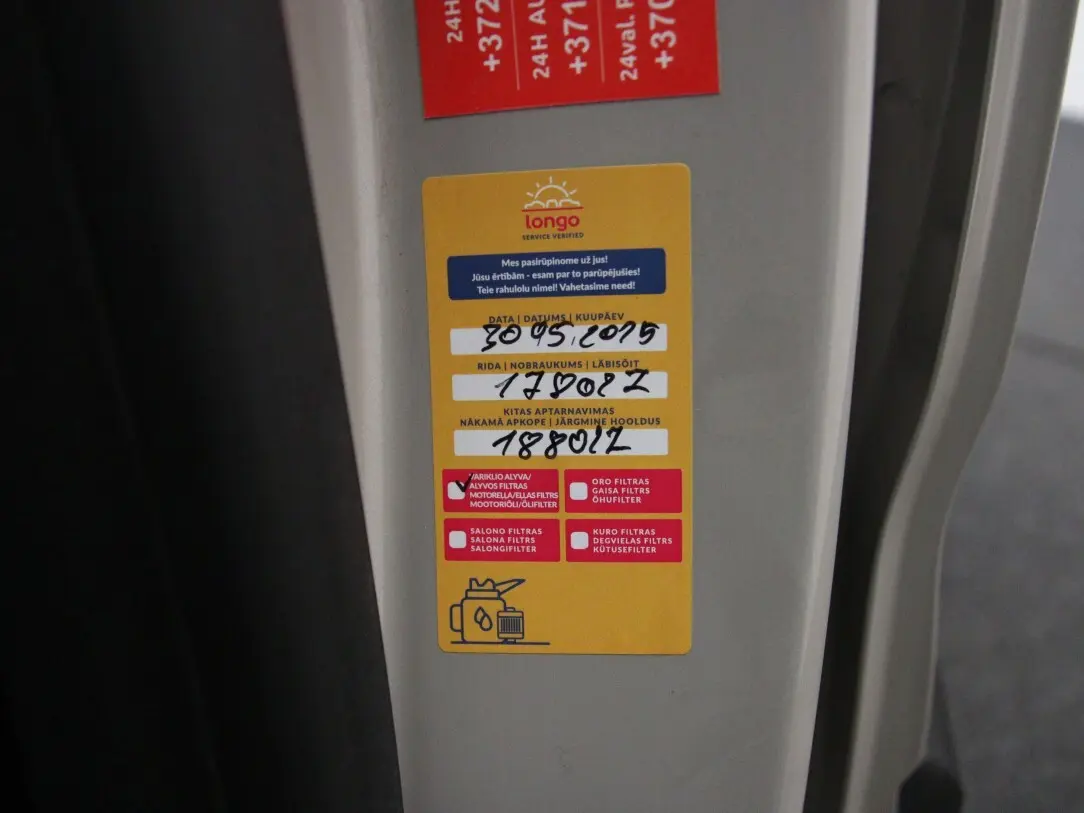 24H
+372
24H AU
+371
24val. P
+370
longo
SERVICE VERIFIED
Mes pasirūpinome už jus!
Jūsu ērtībām - esam par to parūpējušies!
Teie rahulolu nimel! Vahetasime need!
DATA | DATUMS | KUUPÄEV
30 05.2025
RIDA | NOBRAUKUMS | LÄBISÕIT
178012
KITAS APTARNAVIMAS
NĀKAMĀ APKOPE | JÄRGMINE HOOLDUS
188012
VARIKLIO ALYVA/
ALYVOS FILTRAS
MOTORELLA/ELLAS FILTRS
MOOTORIÕLI/ÕLIFILTER
ORO FILTRAS
GAISA FILTRS
ÕHUFILTER
SALONO FILTRAS
SALONA FILTRS
SALONGIFILTER
KURO FILTRAS
DEGVIELAS FILTRS
KÜTUSEFILTER